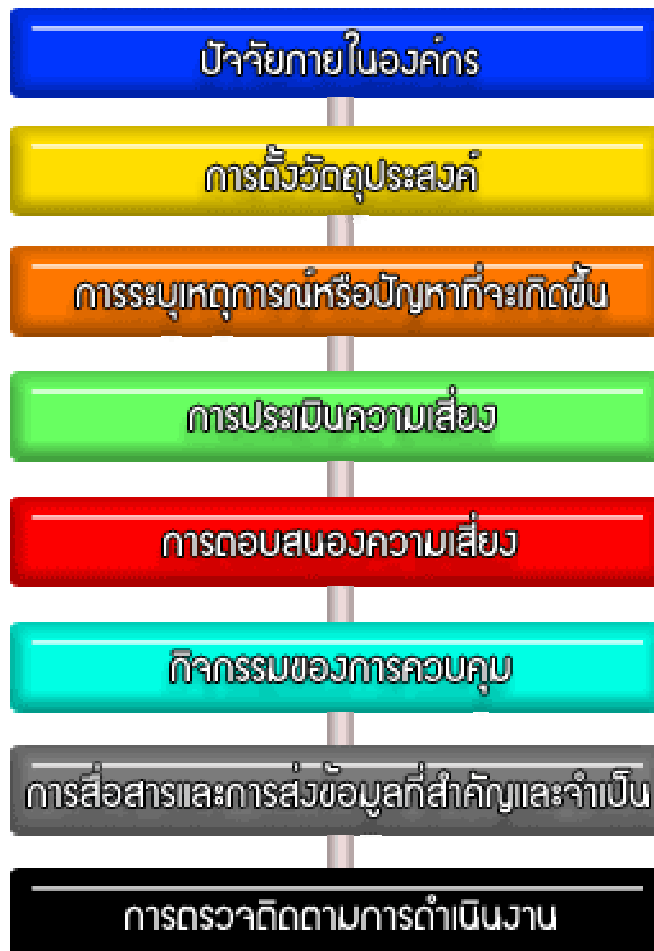 ปัจจัยภายในองค์กร
การตั้งวัตถุประสงค์
การระบุเหตุการณ์หรือปัญหาที่จะเกิดขึ้น
การประเมินความเสี่ยง
การตอบสนองความเสี่ยง
กิจกรรมของการควบคุม
การสื่อสารและการส่งข้อมูลที่สำคัญและจำเป็น
การตรวจติดตามการดำเนินงาน